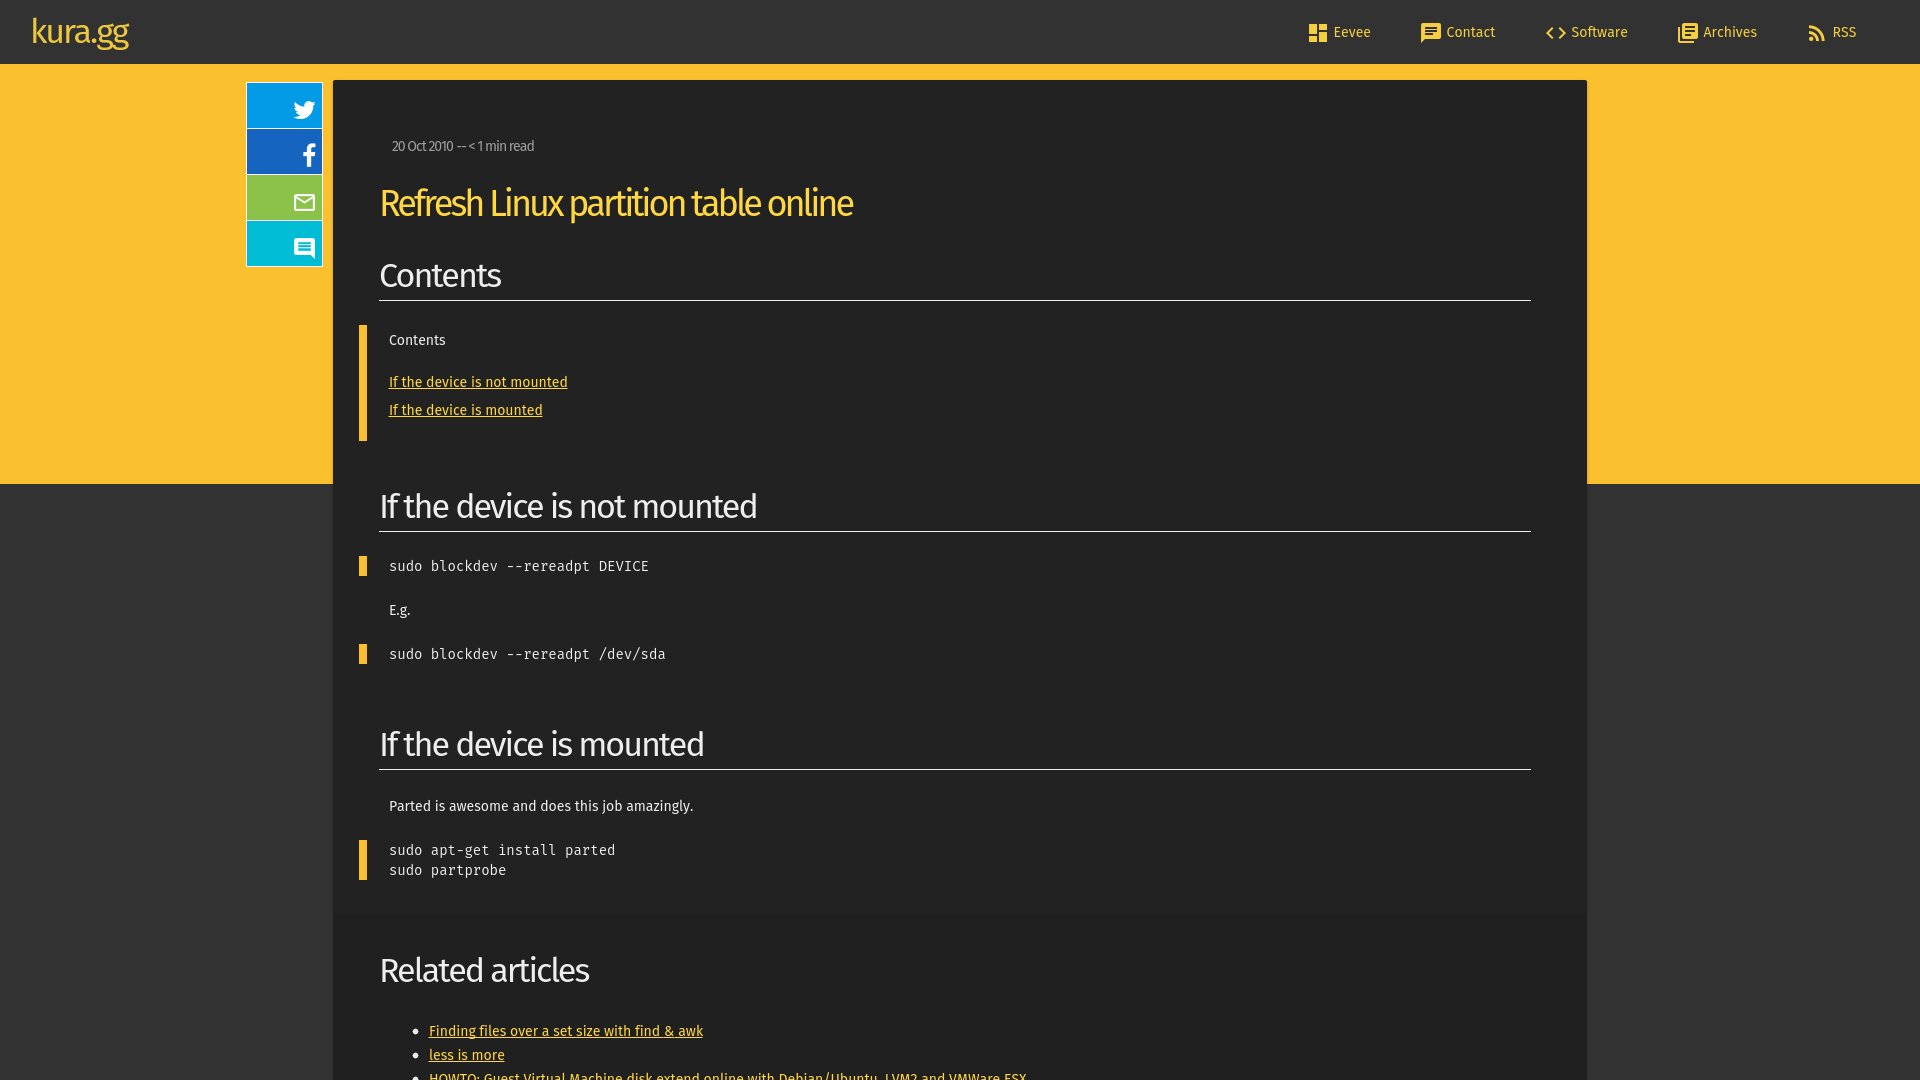 kura.gg
Eevee
Contact
Software
Archives
RSS
20 Oct 2010 -- < 1 min read
Refresh Linux partition table online
Contents
Contents
If the device is not mounted
If the device is mounted
If the device is not mounted
sudo blockdev --rereadpt DEVICE
E.g.
sudo blockdev --rereadpt /dev/sda
If the device is mounted
Parted is awesome and does this job amazingly.
sudo apt-get install parted
sudo partprobe
Related articles
Finding files over a set size with find & awk
less is more
HOWTO: Guest Virtual Machine disk extend online with Debian/Ubuntu, LVM2 and VMWare ESX